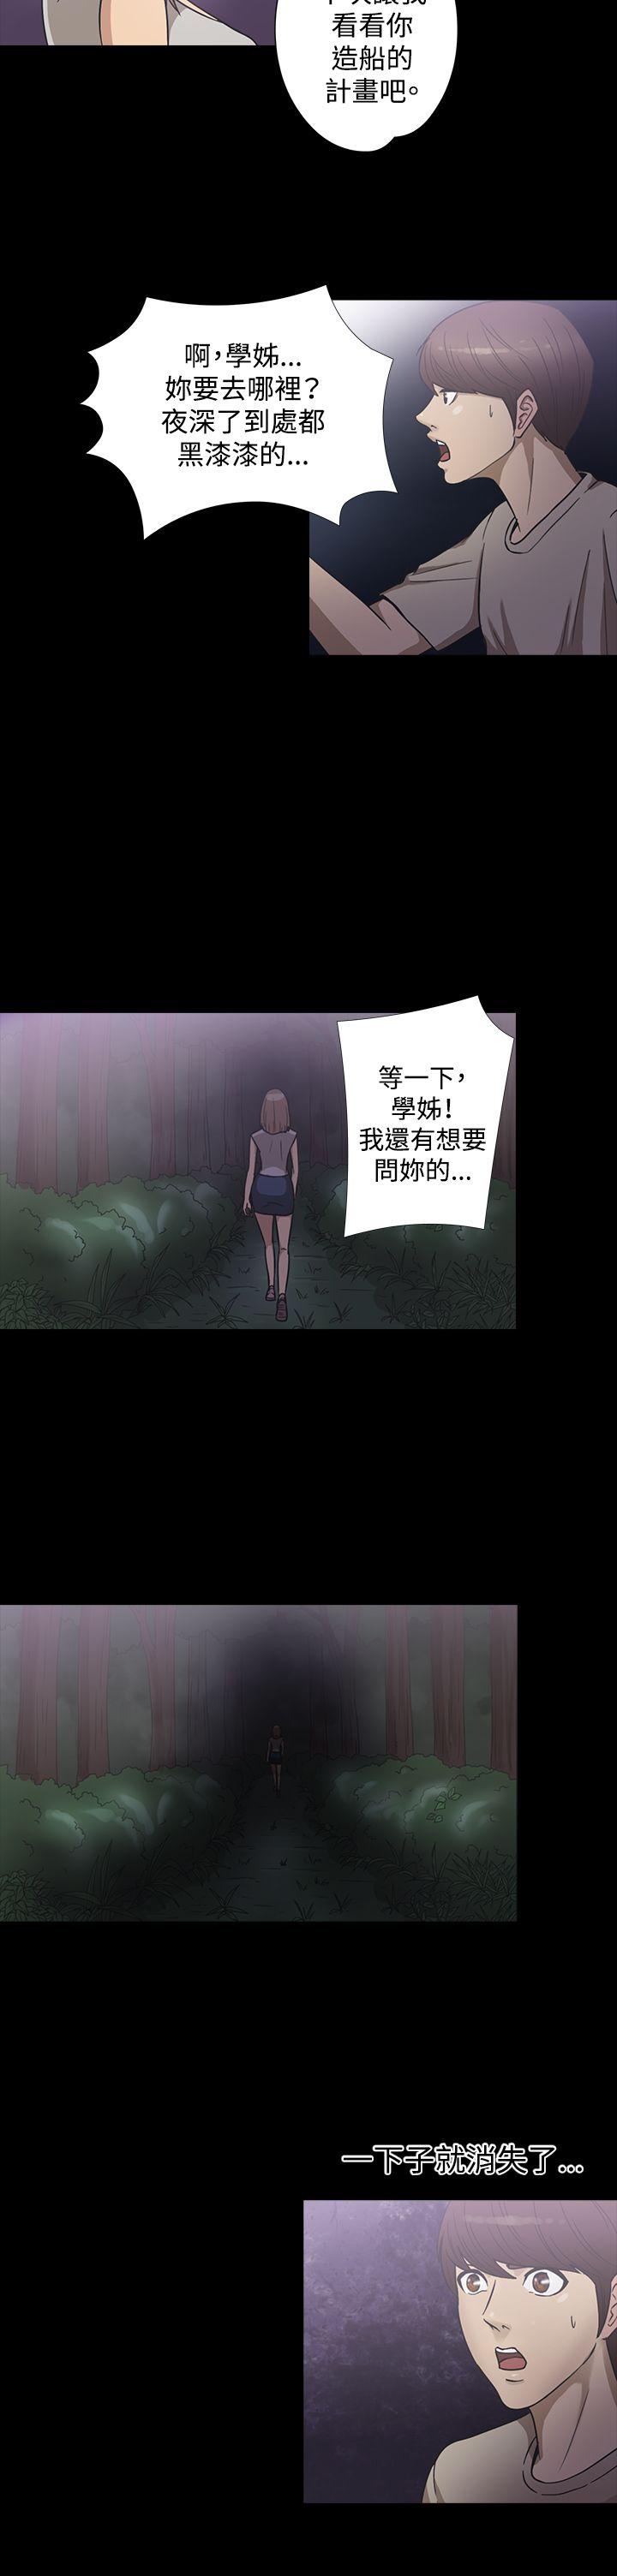 看看你
造船的
計畫吧。
啊，學姊...
妳要去哪裡？
夜深了到處都
黑漆漆的...
等一下，
學姊！
我還有想要
問妳的...
一下子就消失了...